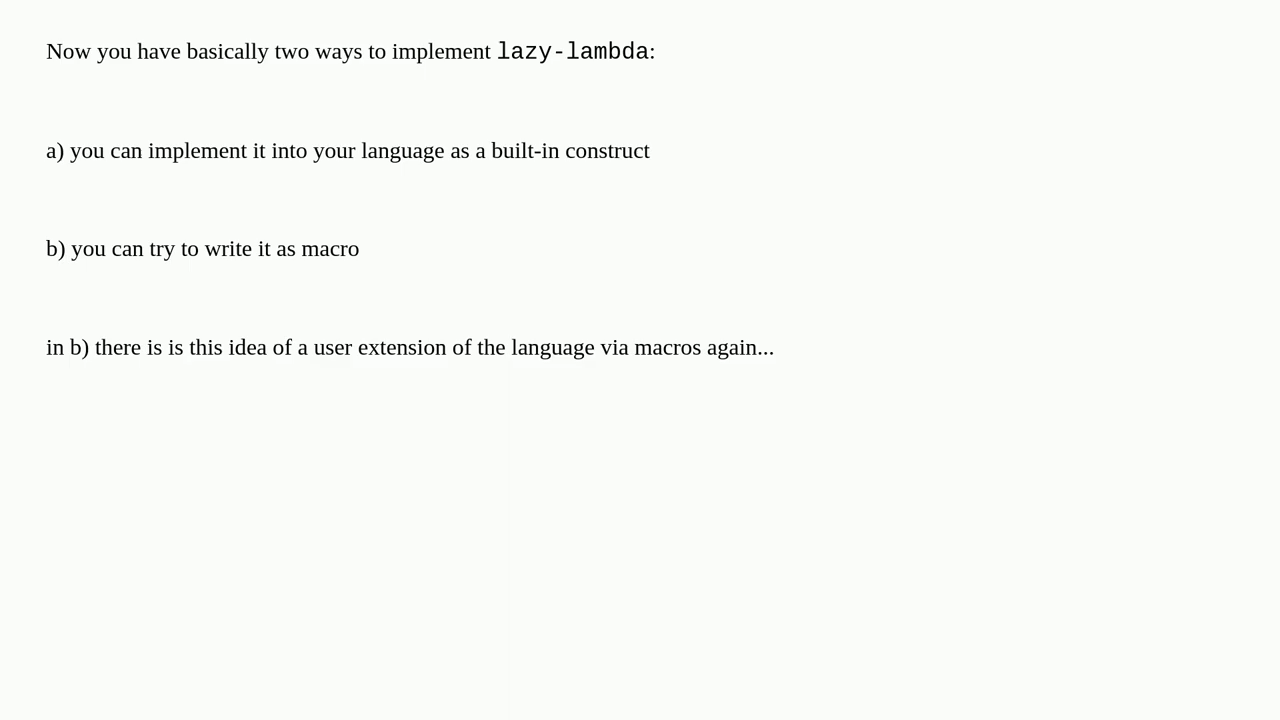 Now you have basically two ways to implement lazy-lambda:
a) you can implement it into your language as a built-in construct
b) you can try to write it as macro
in b) there is is this idea of a user extension of the language via macros again...